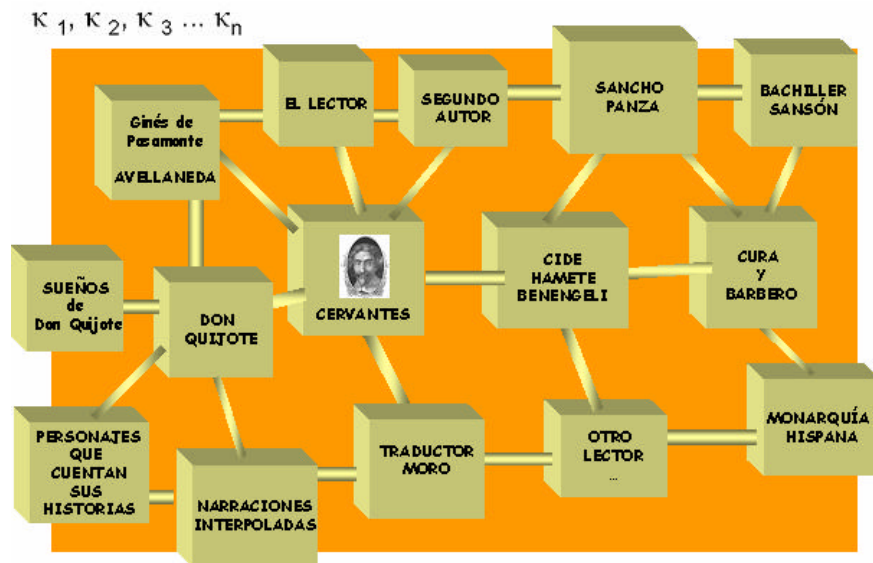 κ 1, κ 2, κ 3 ... κn
EL LECTOR
SEGUNDO
AUTOR
SANCHO
PANZA
BACHILLER
SANSÓN
Ginés de
Pasamonte
AVELLANEDA
SUEÑOS
de
Don Quijote
DON
QUIJOTE
CERVANTES
CIDE
HAMETE
BENENGELI
CURA
y
BARBERO
PERSONAJES
QUE
CUENTAN
SUS
HISTORIAS
NARRACIONES
INTERPOLADAS
TRADUCTOR
MORO
OTRO
LECTOR
...
MONARQUÍA
HISPANA